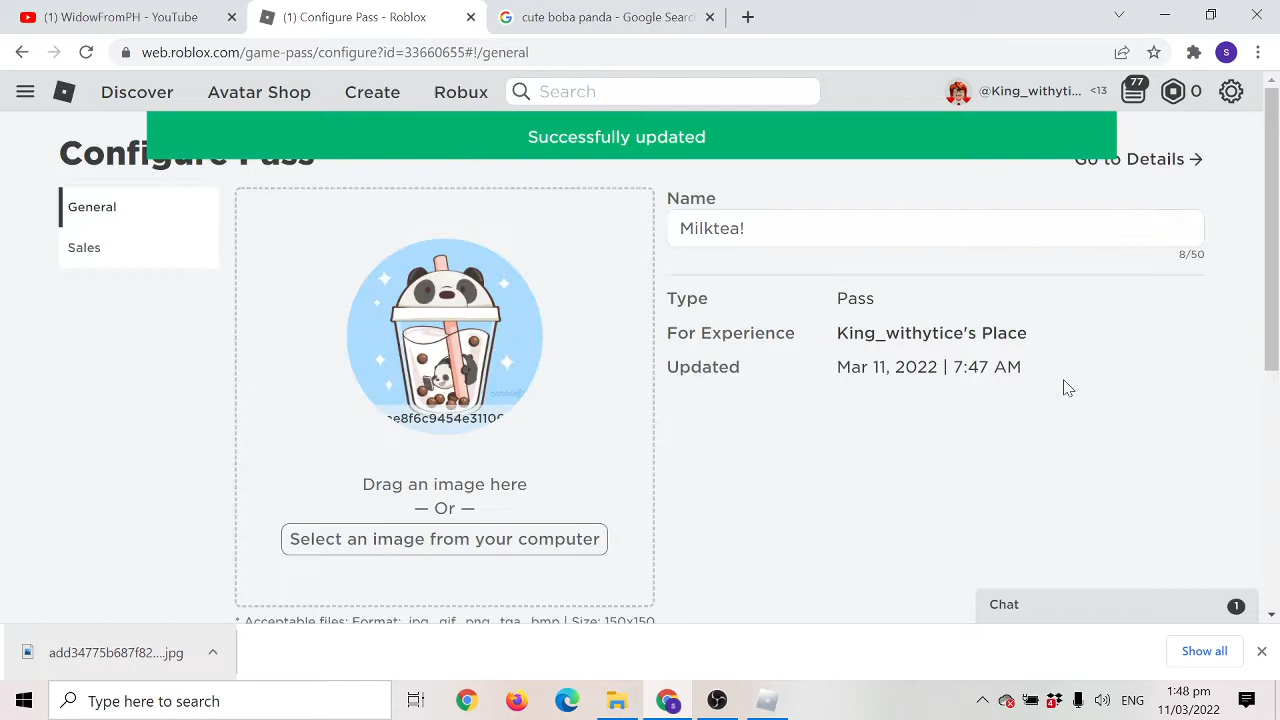 (1) WidowFromPH - YouTube
(1) Configure Pass - Roblox
cute boba panda - Google Searc
web.roblox.com/game-pass/configure?id=33660655#!/general
S
Discover
Avatar Shop
Create
Robux
Search
@King_withyti...
<13
77
0
Successfully updated
Configure Pass
Go to Details →
General
Sales
Name
Milktea!
8/50
Type
Pass
For Experience
King_withytice's Place
Updated
Mar 11, 2022 | 7:47 AM
e8f6c9454e3110
Drag an image here
— Or —
Select an image from your computer
* Acceptable files: Format: .jpg, .gif, .png, .tga, .bmp | Size: 150x150
Chat
1
add34775b687f82....jpg
Show all
Type here to search
S
4
ENG
1:48 pm
11/03/2022